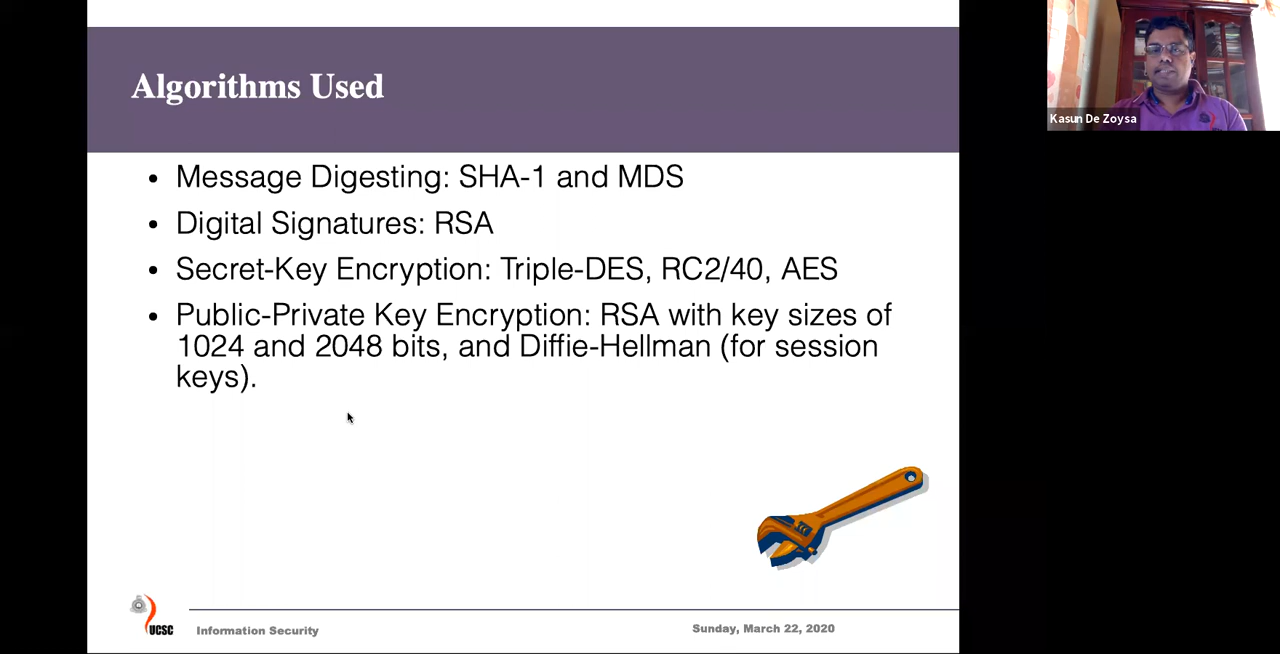 Algorithms Used
Kasun De Zoysa
• Message Digesting: SHA-1 and MDS
• Digital Signatures: RSA
• Secret-Key Encryption: Triple-DES, RC2/40, AES
• Public-Private Key Encryption: RSA with key sizes of
1024 and 2048 bits, and Diffie-Hellman (for session
keys).
UCSC
Information Security
Sunday, March 22, 2020